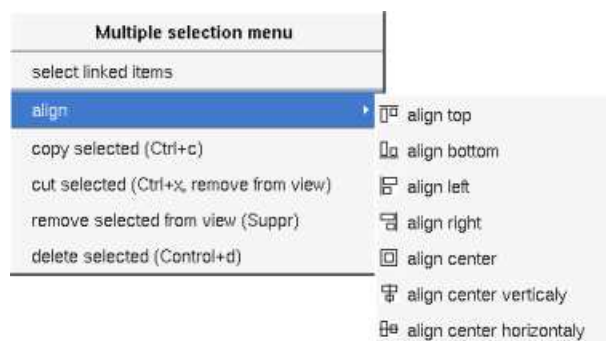 Multiple selection menu
select linked items
align
copy selected (Ctrl+c)
cut selected (Ctrl+x, remove from view)
remove selected from view (Suppr)
delete selected (Control+d)
align top
align bottom
align left
align right
align center
align center verticaly
align center horizontaly